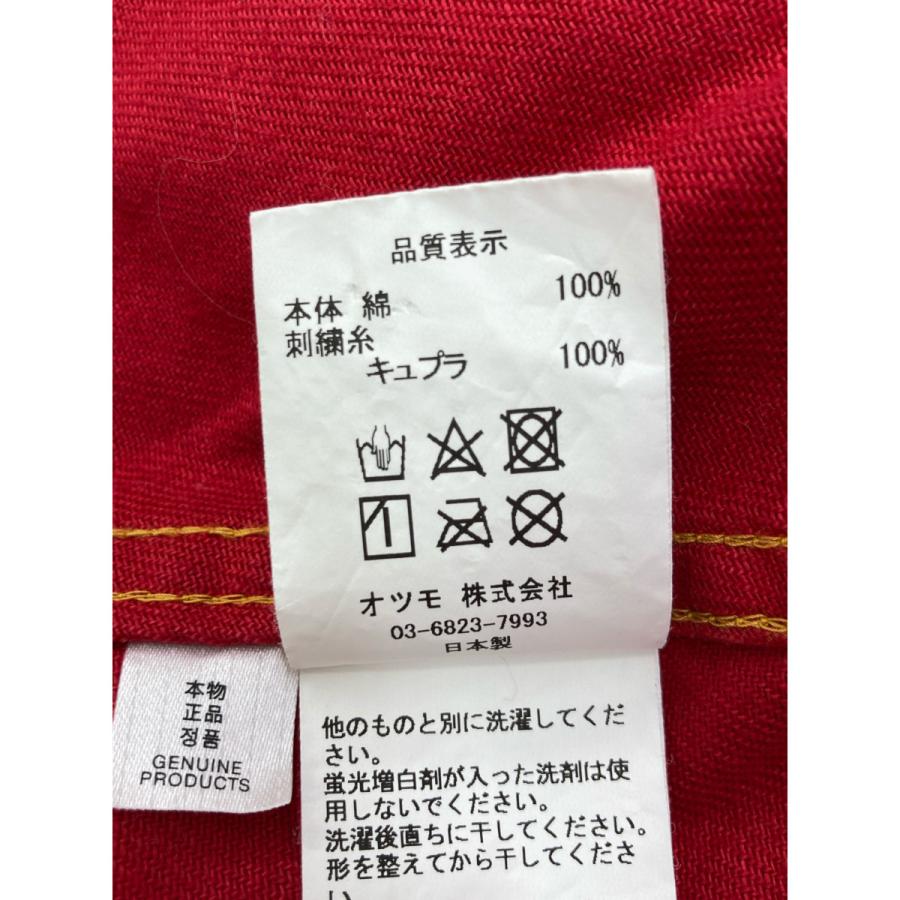 品質表示
本体 綿 100%
刺繍糸
キュプラ 100%
オツモ 株式会社
03-6823-7993
日本製
本物
正品
정품
GENUINE
PRODUCTS
他のものと別に洗濯してくだ
さい。
蛍光増白剤が入った洗剤は使
用しないでください。
洗濯後直ちに干してください。
形を整えてから干してくださ
い。